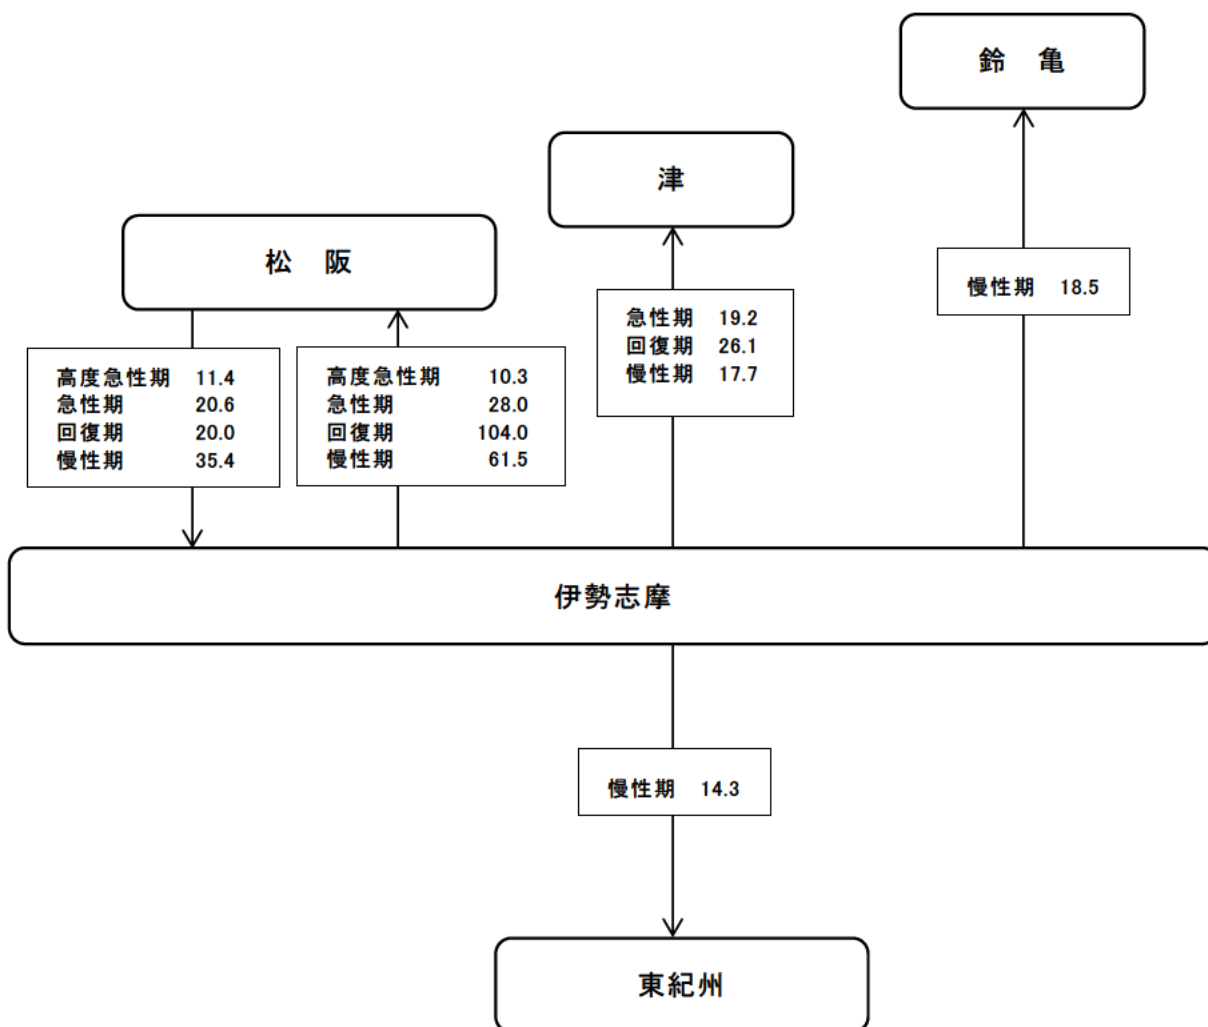 鈴　亀
津
松　阪
慢性期　18.5
急性期　19.2
回復期　26.1
慢性期　17.7
高度急性期　11.4
急性期　20.6
回復期　20.0
慢性期　35.4
高度急性期　10.3
急性期　28.0
回復期　104.0
慢性期　61.5
伊勢志摩
慢性期　14.3
東紀州